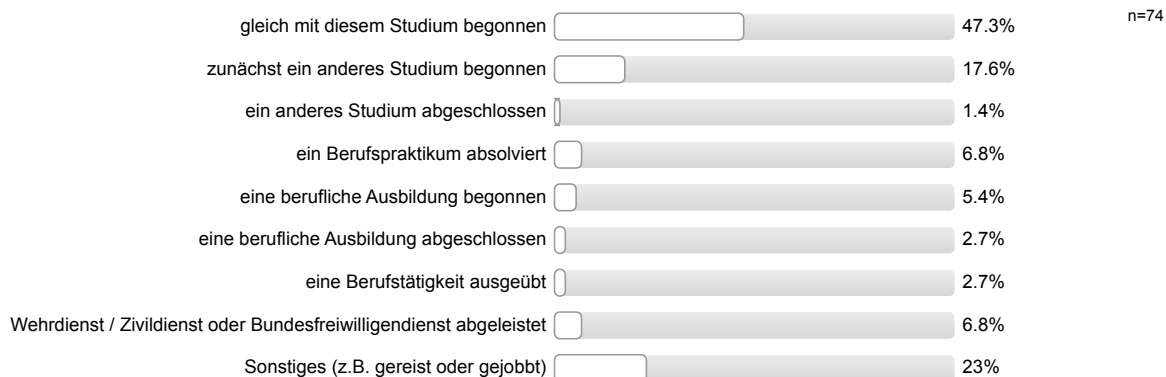 gleich mit diesem Studium begonnen 47.3% n=74
zunächst ein anderes Studium begonnen 17.6%
ein anderes Studium abgeschlossen 1.4%
ein Berufspraktikum absolviert 6.8%
eine berufliche Ausbildung begonnen 5.4%
eine berufliche Ausbildung abgeschlossen 2.7%
eine Berufstätigkeit ausgeübt 2.7%
Wehrdienst / Zivildienst oder Bundesfreiwilligendienst abgeleistet 6.8%
Sonstiges (z.B. gereist oder gejobbt) 23%